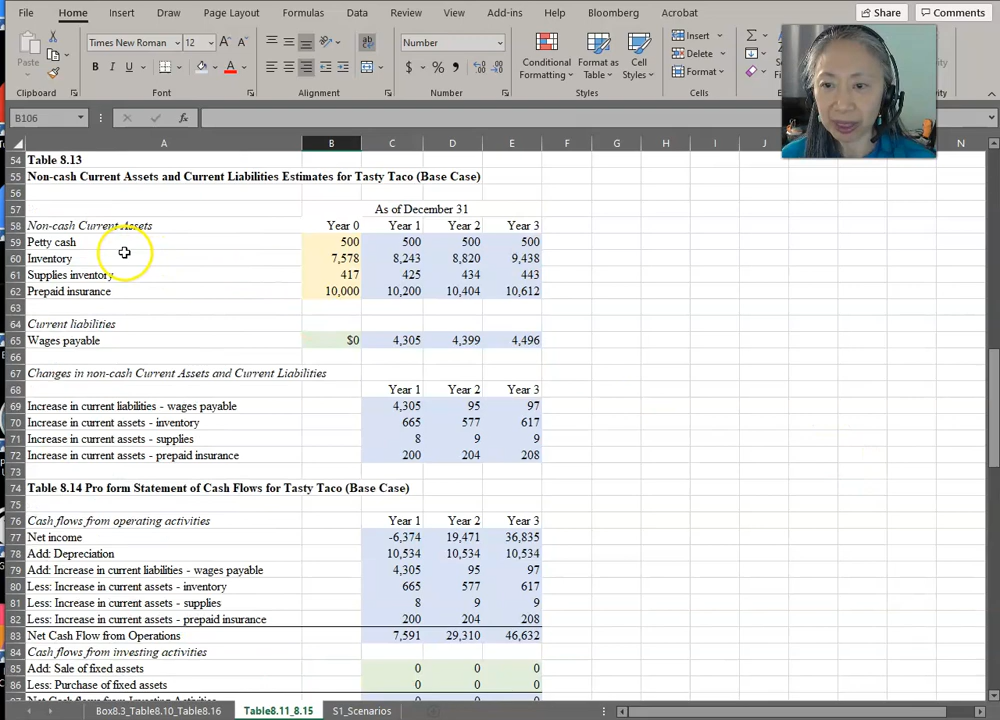 File Home Insert Draw Page Layout Formulas Data Review View Add-ins Help Bloomberg Acrobat Share Comments
Times New Roman 12 Number Insert
Paste Conditional Formatting Format as Table Cell Styles Delete
Format
Clipboard Font Alignment Number Styles Cells
B106
A B C D E F G H I J N
54 Table 8.13
55 Non-cash Current Assets and Current Liabilities Estimates for Tasty Taco (Base Case)
56
57 As of December 31
58 Non-cash Current Assets Year 0 Year 1 Year 2 Year 3
59 Petty cash 500 500 500 500
60 Inventory 7,578 8,243 8,820 9,438
61 Supplies inventory 417 425 434 443
62 Prepaid insurance 10,000 10,200 10,404 10,612
63
64 Current liabilities
65 Wages payable $0 4,305 4,399 4,496
66
67 Changes in non-cash Current Assets and Current Liabilities
68 Year 1 Year 2 Year 3
69 Increase in current liabilities - wages payable 4,305 95 97
70 Increase in current assets - inventory 665 577 617
71 Increase in current assets - supplies 8 9 9
72 Increase in current assets - prepaid insurance 200 204 208
73
74 Table 8.14 Pro form Statement of Cash Flows for Tasty Taco (Base Case)
75
76 Cash flows from operating activities Year 1 Year 2 Year 3
77 Net income -6,374 19,471 36,835
78 Add: Depreciation 10,534 10,534 10,534
79 Add: Increase in current liabilities - wages payable 4,305 95 97
80 Less: Increase in current assets - inventory 665 577 617
81 Less: Increase in current assets - supplies 8 9 9
82 Less: Increase in current assets - prepaid insurance 200 204 208
83 Net Cash Flow from Operations 7,591 29,310 46,632
84 Cash flows from investing activities
85 Add: Sale of fixed assets 0 0 0
86 Less: Purchase of fixed assets 0 0 0
Box8.3_Table8.10_Table8.16 Table8.11_8.15 S1_Scenarios